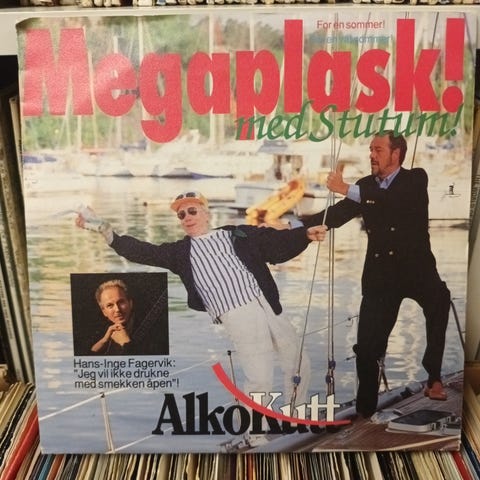 For en sommer!
Megaplask!
med Stutum!
Hans-Inge Fagervik:
"Jeg vil ikke drukne
med smekken åpen"!
AlkoKutt